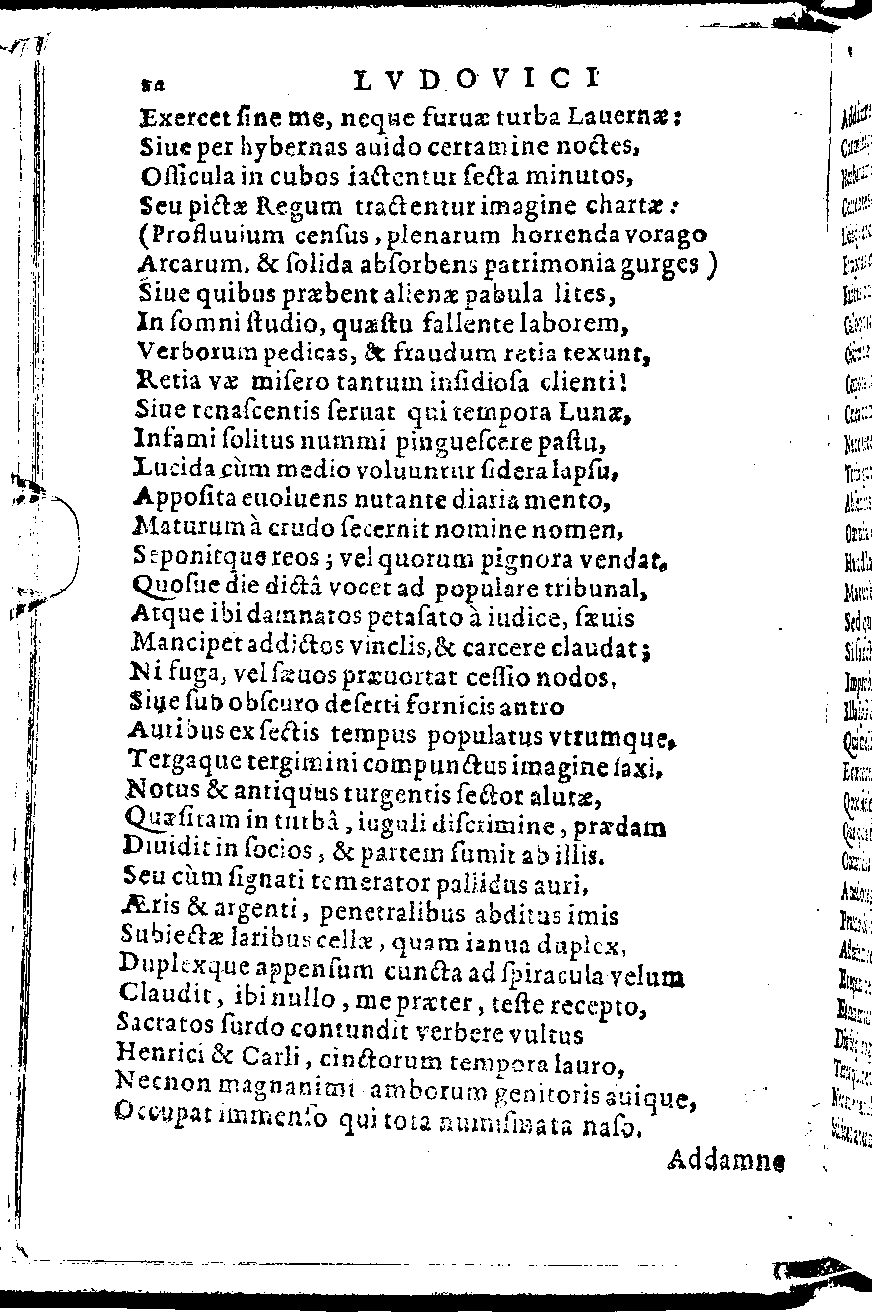 LVDOVICI
Exercet ſine me, neque furuæ turba Lauernæ:
Siue per hybernas auido certamine noctes,
Oſſicula in cubos iactentur ſecta minutos,
Seu pictæ Regum tractentur imagine chartæ:
(Profluuium cenſus, plenarum horrenda vorago
Arcarum, & ſolida abſorbens patrimonia gurges)
Siue quibus præbent alienæ pabula lites,
In ſomni ſtudio, quæſtu fallente laborem,
Verborum pedicas, & fraudum retia texunt,
Retia væ miſero tantum inſidioſa clienti!
Siue renaſcentis ſeruat qui tempora Lunæ,
Infami ſolitus nummi pingueſcere paſtu,
Lucida cùm medio voluuntur ſidera lapſu,
Appoſita euoluens nutante diaria mento,
Maturum à crudo ſecernit nomine nomen,
Seponitque reos; vel quorum pignora vendat,
Quoſue die dictâ vocet ad populare tribunal,
Atque ibi damnatos petaſato à iudice, ſæuis
Mancipet addictos vinclis, & carcere claudat;
Ni fuga, vel ſæuos præuortat ceſſio nodos,
Siue ſub obſcuro deſerti fornicis antro
Auribus ex ſectis tempus populatus vtrumque,
Tergaque tergimini compunctus imagine ſaxi,
Notus & antiquus turgentis ſector alutæ,
Quæſitam in turbâ, iuguli diſcrimine, prædam
Diuidit in ſocios, & partem ſumit ab illis.
Seu cùm ſignati temerator pallidus auri,
Æris & argenti, penetralibus abditus imis
Subiectæ laribus cellæ, quam ianua duplex,
Duplexque appenſum cuncta ad ſpiracula velum
Claudit, ibi nullo, me præter, teſte recepto,
Sacratos ſurdo contundit verbere vultus
Henrici & Carli, cinctorum tempora lauro,
Necnon magnanimi amborum genitoris auique,
Occupat immenſo qui tota numiſmata naſo.
Addamne